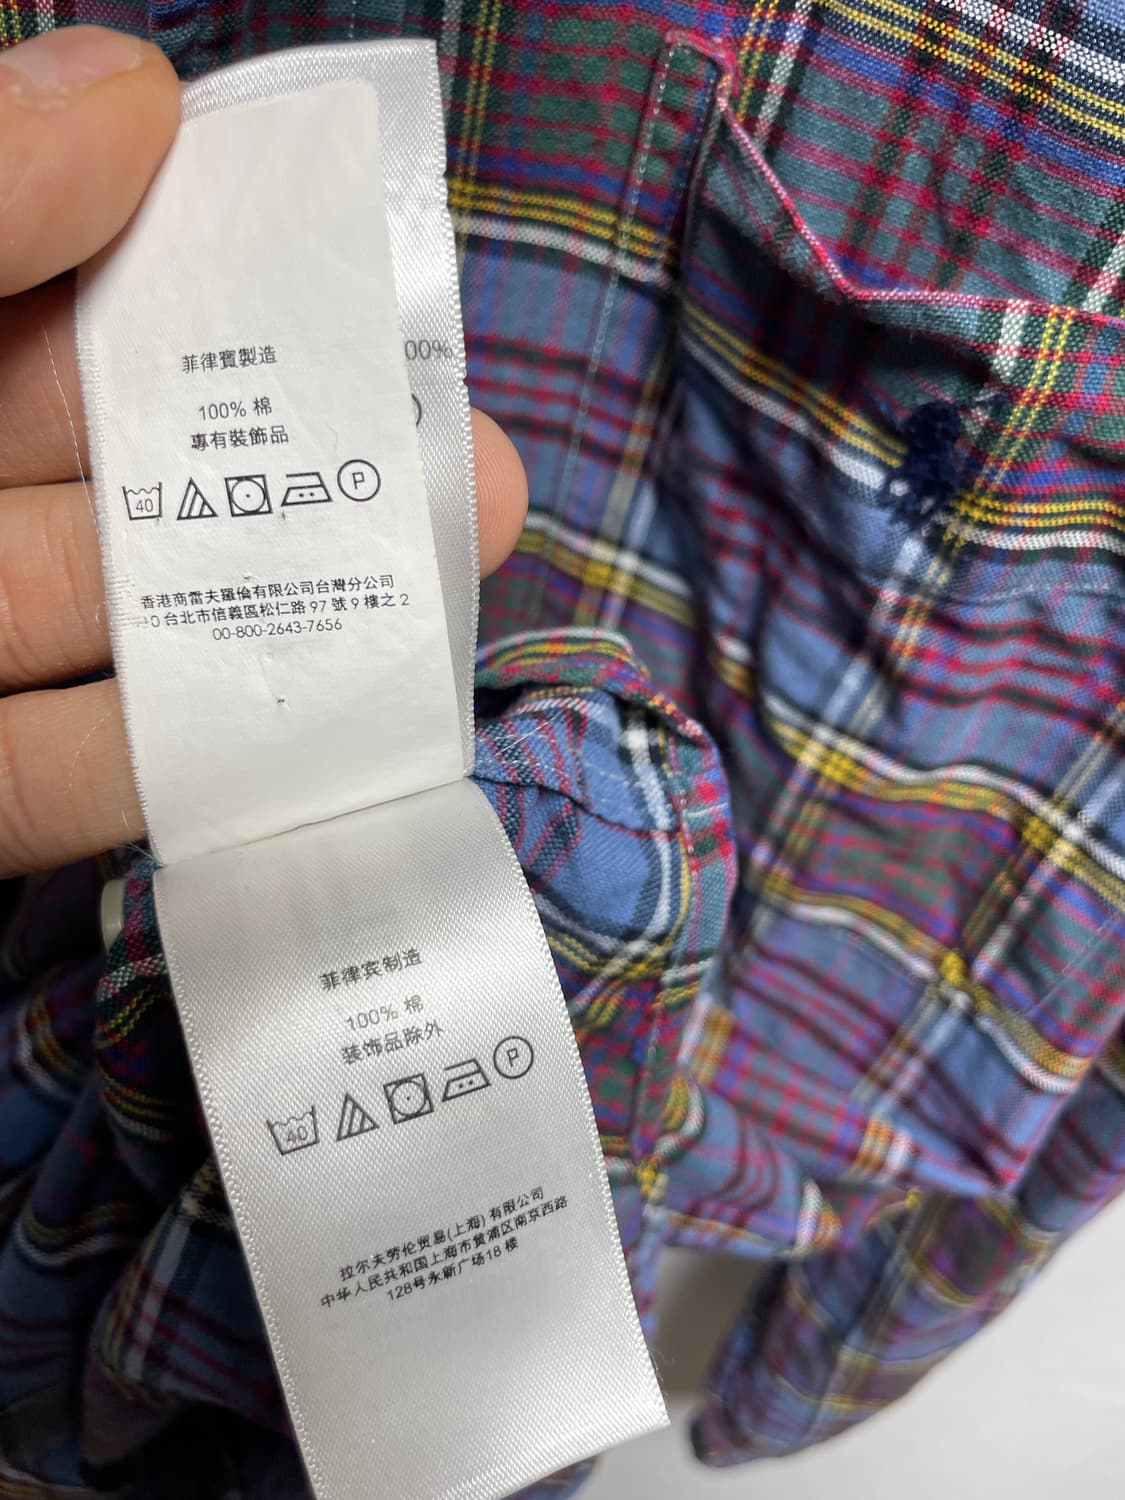 菲律賓製造
00%
100% 棉
專有裝飾品
40
P
香港商雷夫羅倫有限公司台灣分公司
台北市信義區松仁路 97 號 9 樓之 2
00-800-2643-7656
菲律宾制造
100% 棉
装饰品除外
40
P
拉尔夫劳伦贸易(上海) 有限公司
中华人民共和国上海市黄浦区南京西路
128号永新广场18 楼